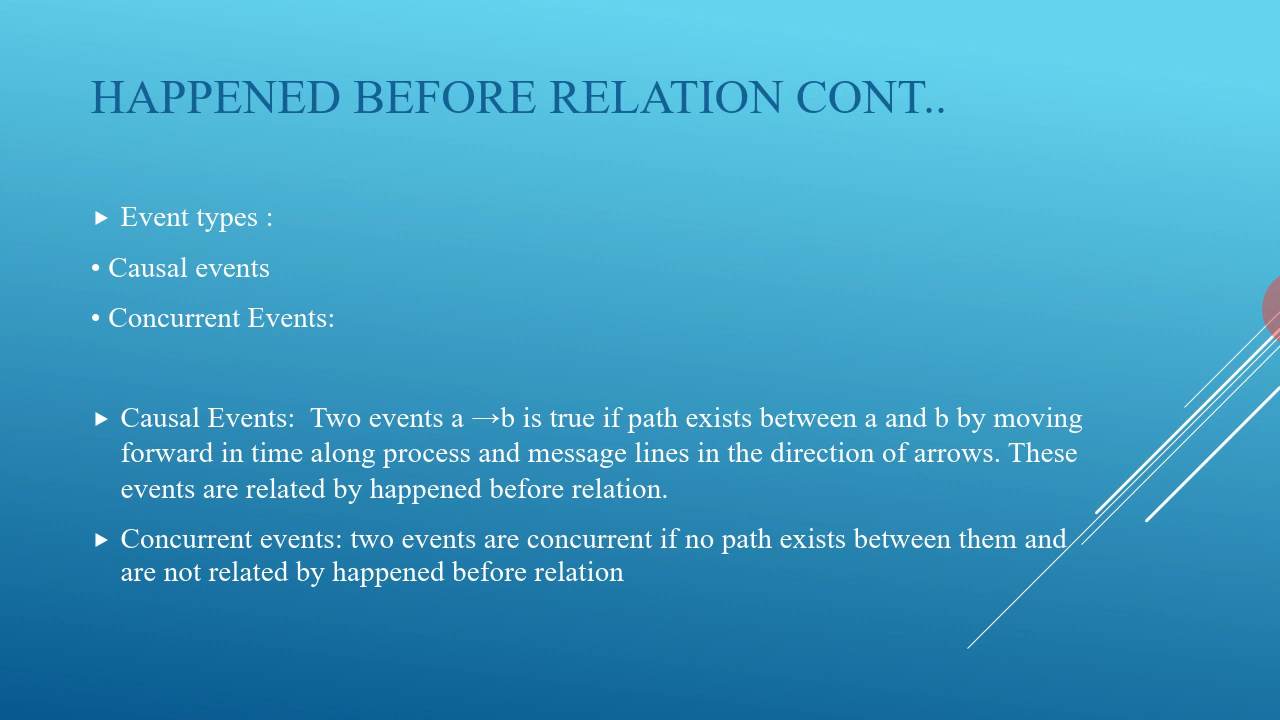 HAPPENED BEFORE RELATION CONT..
Event types :
• Causal events
• Concurrent Events:
Causal Events:  Two events a →b is true if path exists between a and b by moving
forward in time along process and message lines in the direction of arrows. These
events are related by happened before relation.
Concurrent events: two events are concurrent if no path exists between them and
are not related by happened before relation